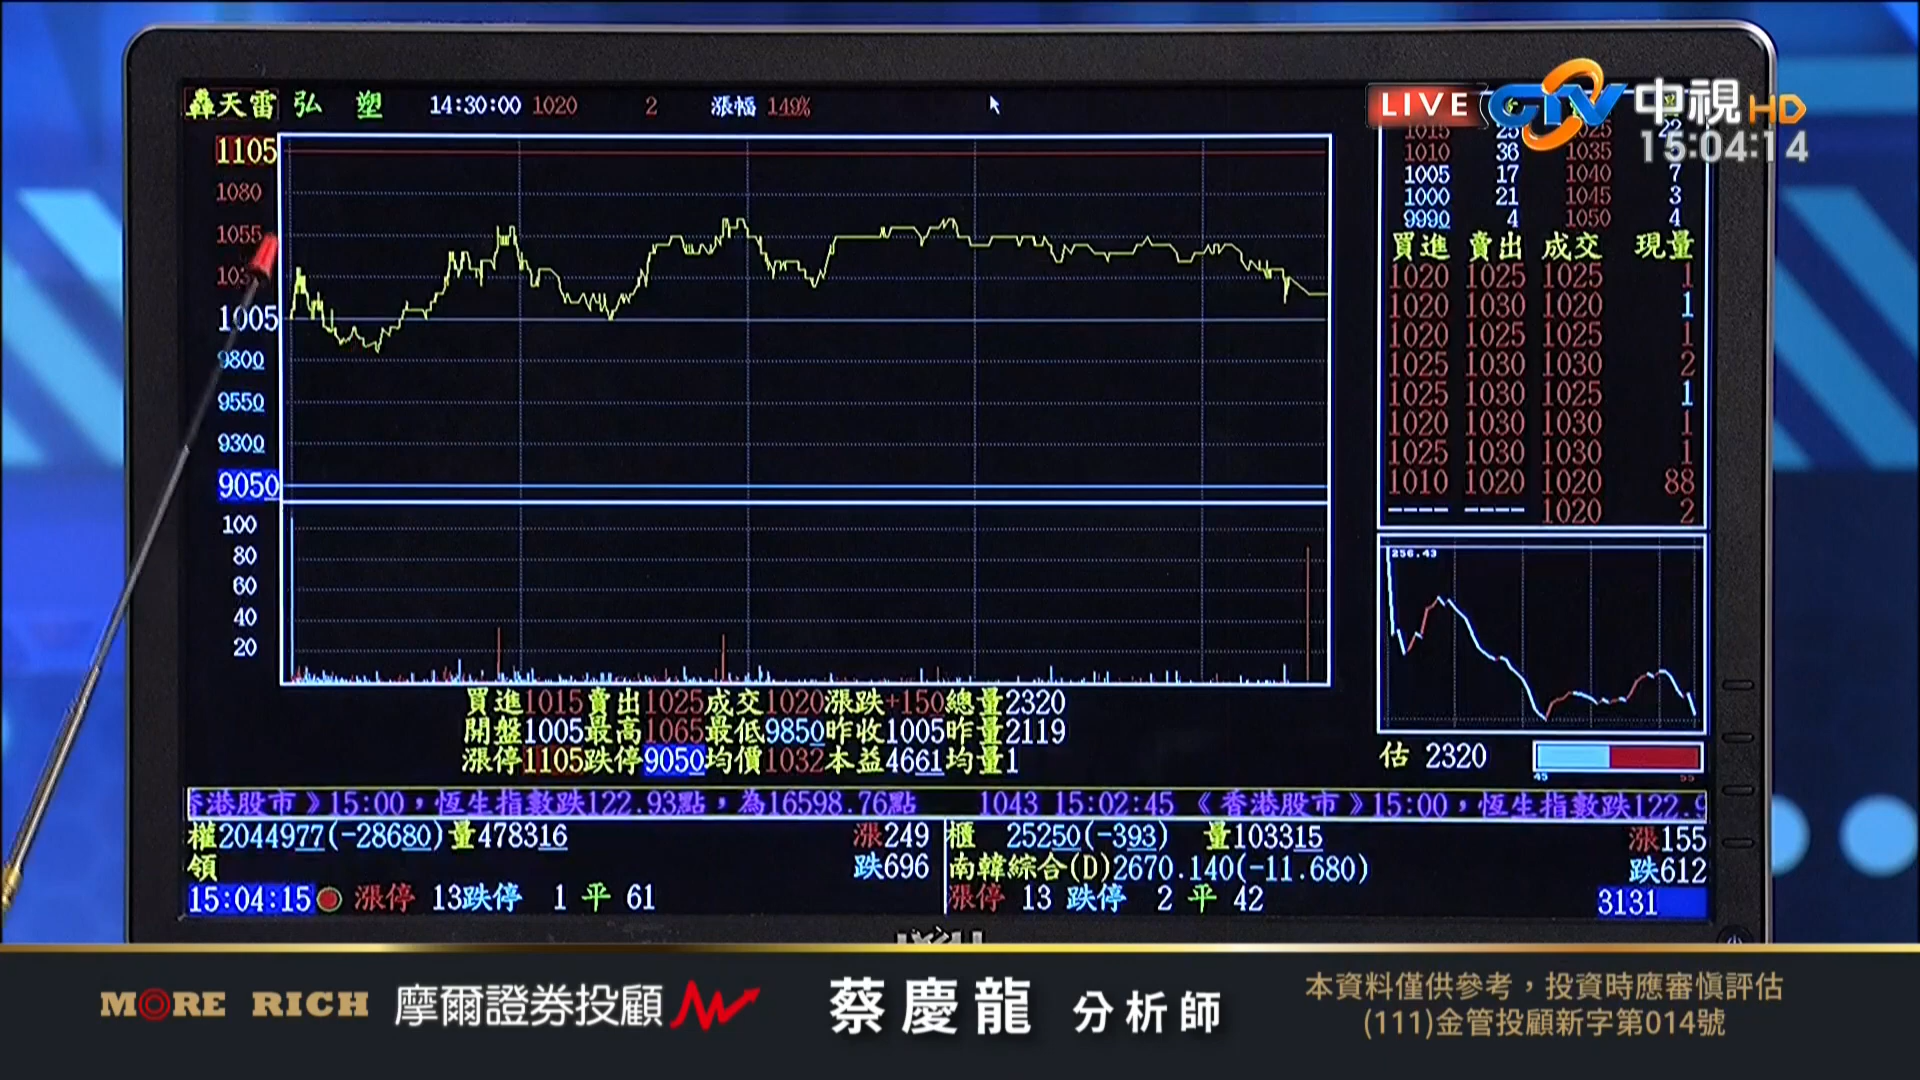 轟天雷 弘 塑 14:30:00 1020 2 漲幅 149%
LIVE CTV 中視HD
15:04:14
1105
1080
1055
1005
9800
9550
9300
9050
100
80
60
40
20
1015 25 1025 22
1010 36 1035
1005 17 1040 7
1000 21 1045 3
9990 4 1050 4
買進 賣出 成交 現量
1020 1025 1025 1
1020 1030 1020 1
1020 1025 1025 1
1025 1030 1030 2
1025 1030 1025 1
1020 1030 1030 1
1025 1030 1030 1
1010 1020 1020 88
---- ---- 1020 2
256.43
估 2320
45 55
買進1015賣出1025成交1020漲跌+150總量2320
開盤1005最高1065最低9850昨收1005昨量2119
漲停1105跌停9050均價1032本益4661均量1
香港股市》15:00，恆生指數跌122.93點，為16598.76點 1043 15:02:45《香港股市》15:00，恆生指數跌122.9
權2044977(-28680)量478316 漲249
領 跌696
15:04:15 漲停 13跌停 1 平 61
櫃 25250(-393) 量103315 漲155
南韓綜合(D)2670.140(-11.680) 跌612
漲停 13 跌停 2 平 42 3131
MORE RICH 摩爾證券投顧 蔡慶龍 分析師
本資料僅供參考，投資時應審慎評估
(111)金管投顧新字第014號